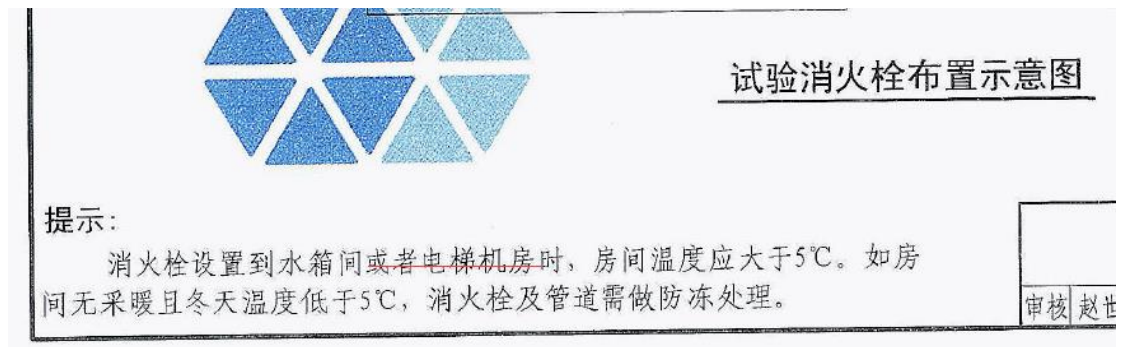 试验消火栓布置示意图
提示：
消火栓设置到水箱间或者电梯机房时，房间温度应大于5℃。如房
间无采暖且冬天温度低于5℃，消火栓及管道需做防冻处理。
审核 赵世